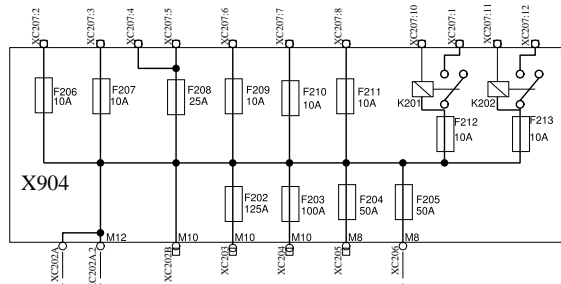 XC207:2
XC207:3
XC207:4
XC207:5
XC207:6
XC207:7
XC207:8
XC207:10
XC207:1
XC207:11
XC207:12
F206
10A
F207
10A
F208
25A
F209
10A
F210
10A
F211
10A
K201
K202
F212
10A
F213
10A
X904
F202
125A
F203
100A
F204
50A
F205
50A
M12
M10
M10
M10
M8
M8
XC202A
XC202A.2
XC202B
XC203
XC204
XC205
XC206